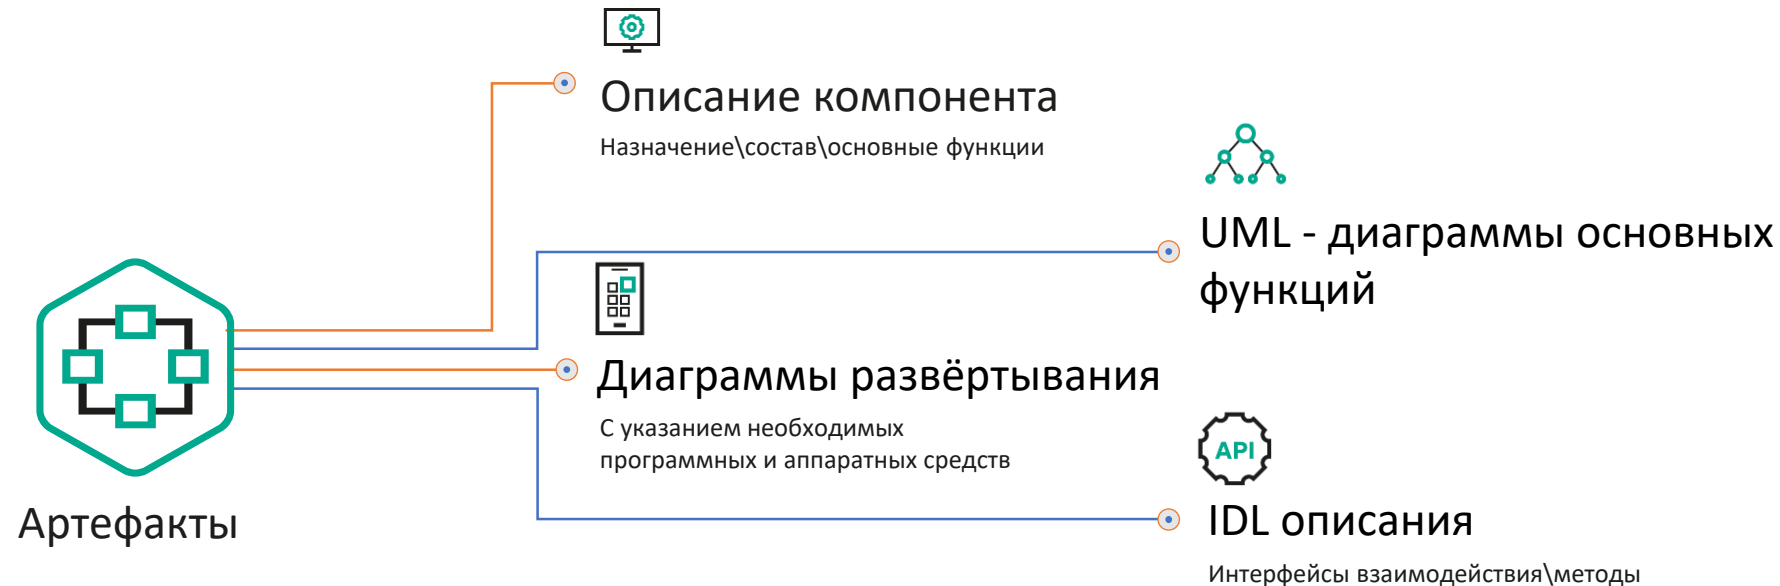 Описание компонента
Назначение\состав\основные функции
UML - диаграммы основных
функций
Диаграммы развёртывания
С указанием необходимых
программных и аппаратных средств
API
Артефакты
IDL описания
Интерфейсы взаимодействия\методы